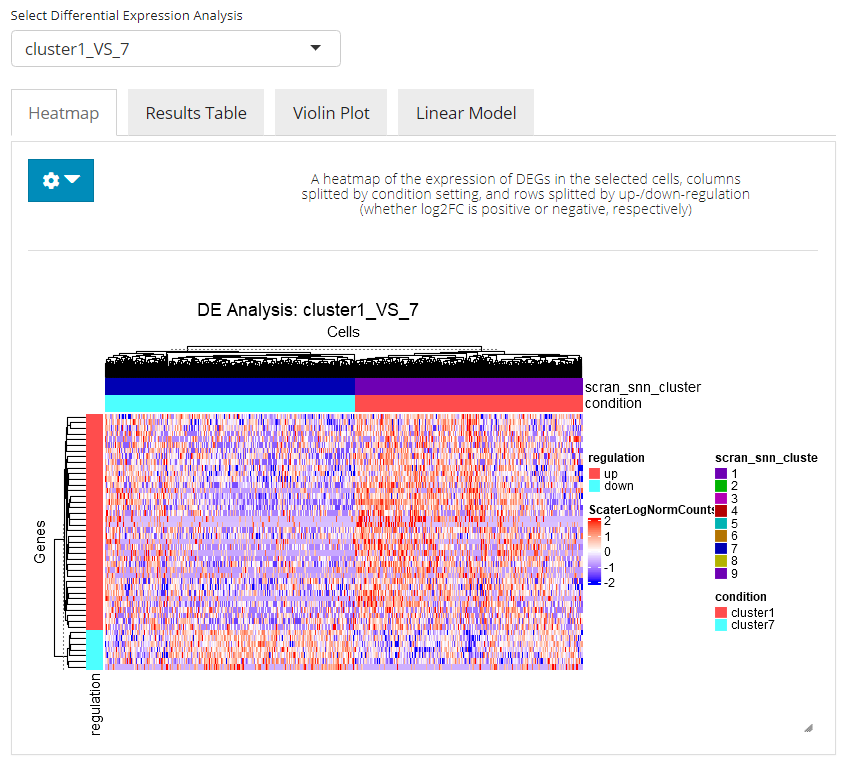 Select Differential Expression Analysis
cluster1_VS_7
Heatmap
Results Table
Violin Plot
Linear Model
A heatmap of the expression of DEGs in the selected cells, columns
splitted by condition setting, and rows splitted by up-/down-regulation
(whether log2FC is positive or negative, respectively)
DE Analysis: cluster1_VS_7
Cells
scran_snn_cluster
condition
Genes
regulation
regulation
up
down
ScaterLogNormCounts
2
1
0
-1
-2
scran_snn_cluste
1
2
3
4
5
6
7
8
9
condition
cluster1
cluster7